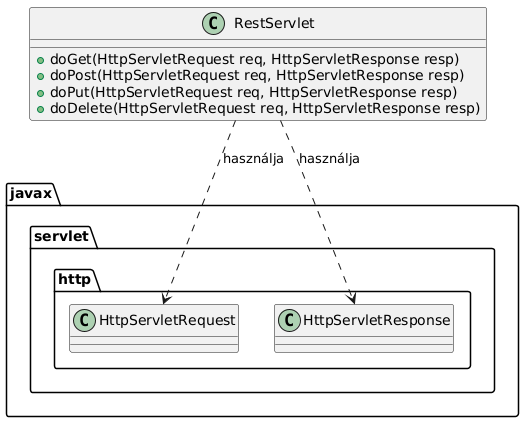 C RestServlet
doGet(HttpServletRequest req, HttpServletResponse resp)
doPost(HttpServletRequest req, HttpServletResponse resp)
doPut(HttpServletRequest req, HttpServletResponse resp)
doDelete(HttpServletRequest req, HttpServletResponse resp)
használja
használja
javax
servlet
http
C HttpServletRequest
C HttpServletResponse